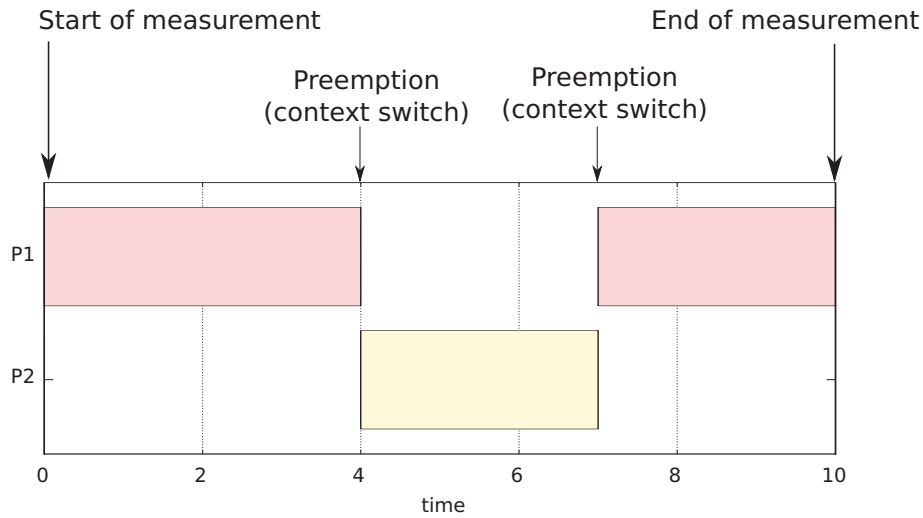 Start of measurement
End of measurement
Preemption
(context switch)
Preemption
(context switch)
P1
P2
0 2 4 6 8 10
time